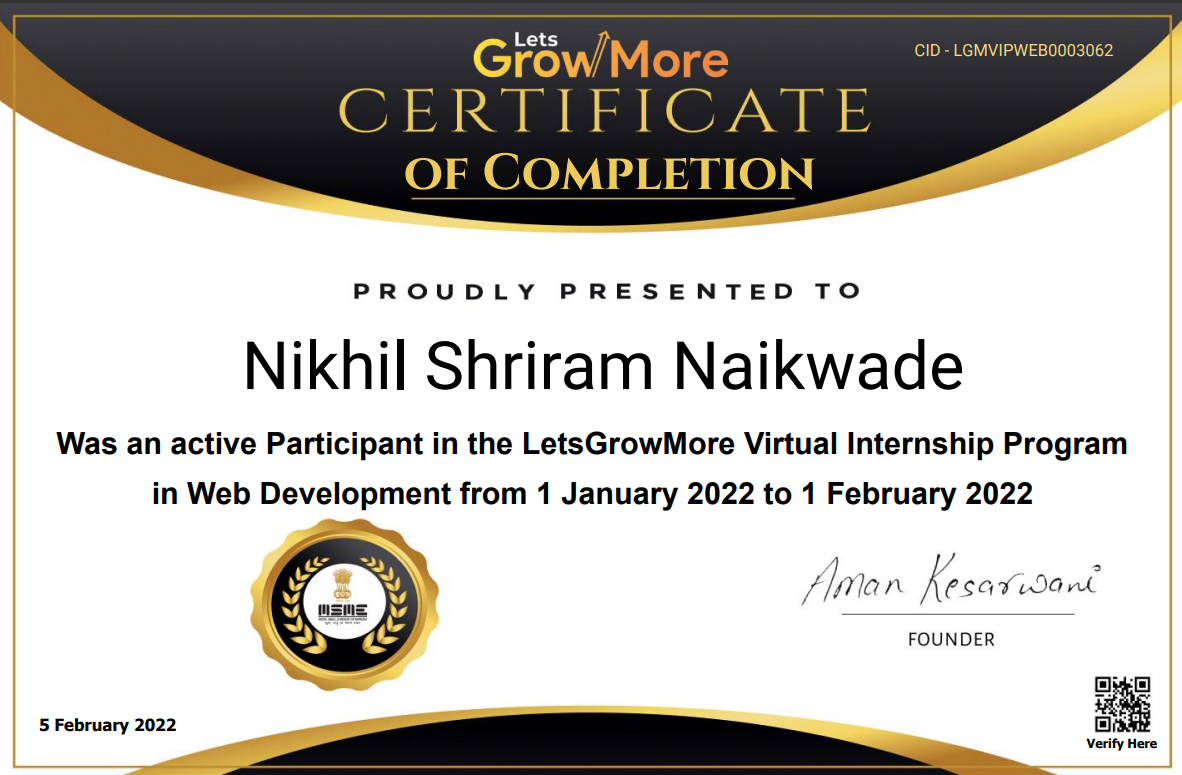 Lets
GrowMore
CID - LGMVIPWEB0003062
CERTIFICATE
OF COMPLETION
PROUDLY PRESENTED TO
Nikhil Shriram Naikwade
Was an active Participant in the LetsGrowMore Virtual Internship Program
in Web Development from 1 January 2022 to 1 February 2022
MSME
Aman Kesarwani
FOUNDER
5 February 2022
Verify Here